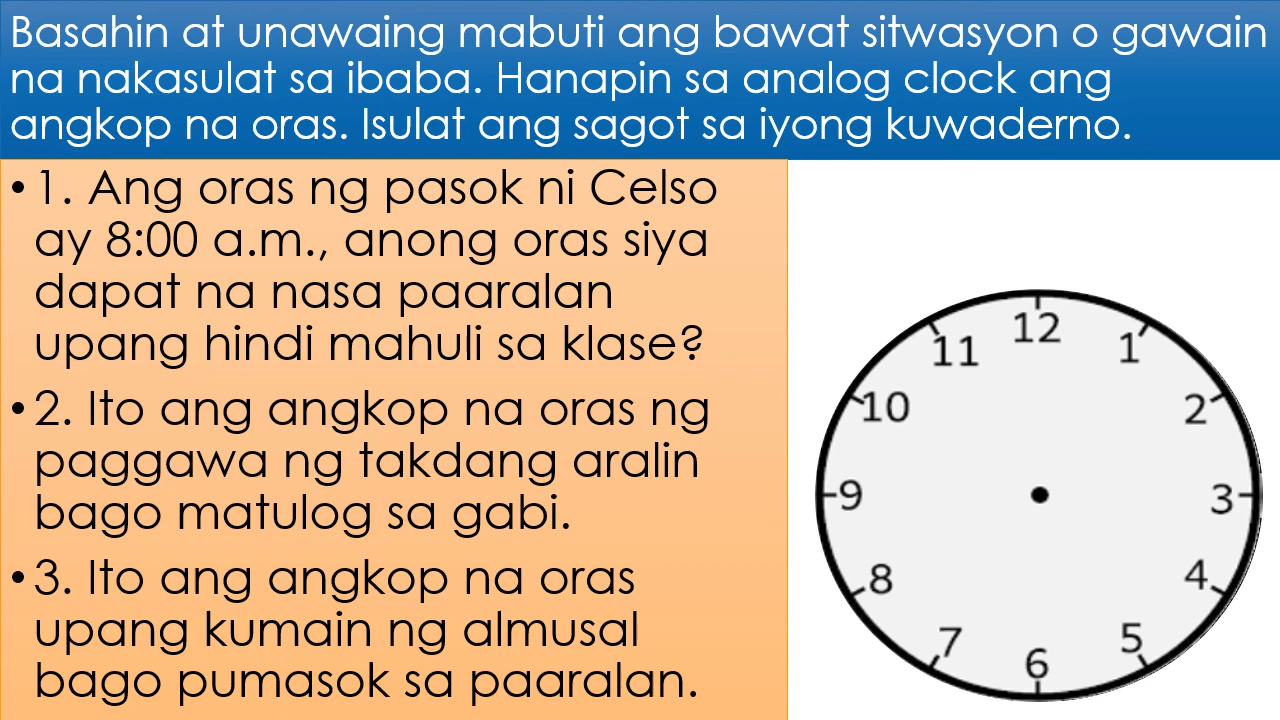 Basahin at unawaing mabuti ang bawat sitwasyon o gawain
na nakasulat sa ibaba. Hanapin sa analog clock ang
angkop na oras. Isulat ang sagot sa iyong kuwaderno.
• 1. Ang oras ng pasok ni Celso
ay 8:00 a.m., anong oras siya
dapat na nasa paaralan
upang hindi mahuli sa klase?
• 2. Ito ang angkop na oras ng
paggawa ng takdang aralin
bago matulog sa gabi.
• 3. Ito ang angkop na oras
upang kumain ng almusal
bago pumasok sa paaralan.
12
1
2
3
4
5
6
7
8
9
10
11